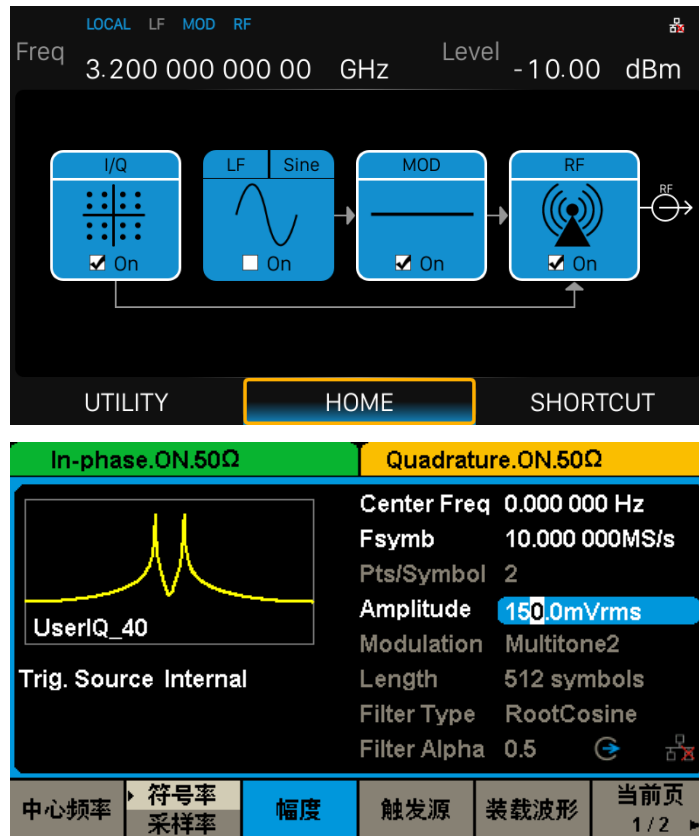 LOCAL LF MOD RF
Freq 3.200 000 000 00 GHz Level -10.00 dBm
I/Q LF Sine MOD RF
RF
On On On On
UTILITY HOME SHORTCUT
In-phase.ON.50Ω Quadrature.ON.50Ω
Center Freq 0.000 000 Hz
Fsymb 10.000 000MS/s
Pts/Symbol 2
Amplitude 150.0mVrms
UserIQ_40
Modulation Multitone2
Trig. Source Internal
Length 512 symbols
Filter Type RootCosine
Filter Alpha 0.5
中心频率 符号率 采样率 幅度 触发源 装载波形 当前页 1/2